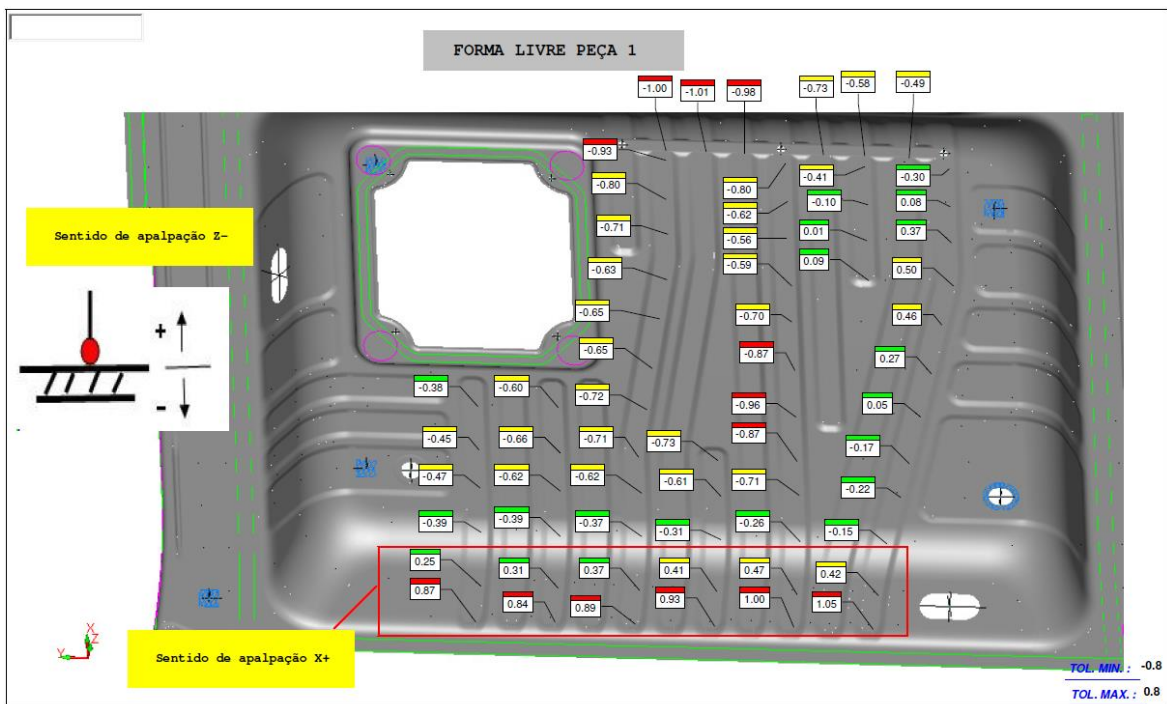 FORMA LIVRE PEÇA 1
-1.00 -1.01 -0.98 -0.73 -0.58 -0.49
-0.93
-0.80 -0.80 -0.41 -0.30
-0.62 -0.10 0.08
-0.71 -0.56 0.01 0.37
Sentido de apalpação Z-
-0.63 -0.59 0.09 0.50
+
-
-0.65 -0.70 0.46
-0.65 -0.87 0.27
-0.38 -0.60 -0.72 -0.96 0.05
-0.45 -0.66 -0.71 -0.73 -0.87 -0.17
-0.47 -0.62 -0.62 -0.61 -0.71 -0.22
-0.39 -0.39 -0.37 -0.31 -0.26 -0.15
0.25 0.31 0.37 0.41 0.47 0.42
0.87 0.84 0.89 0.93 1.00 1.05
Sentido de apalpação X+
X
Z
Y
TOL. MIN. : -0.8
TOL. MAX. : 0.8